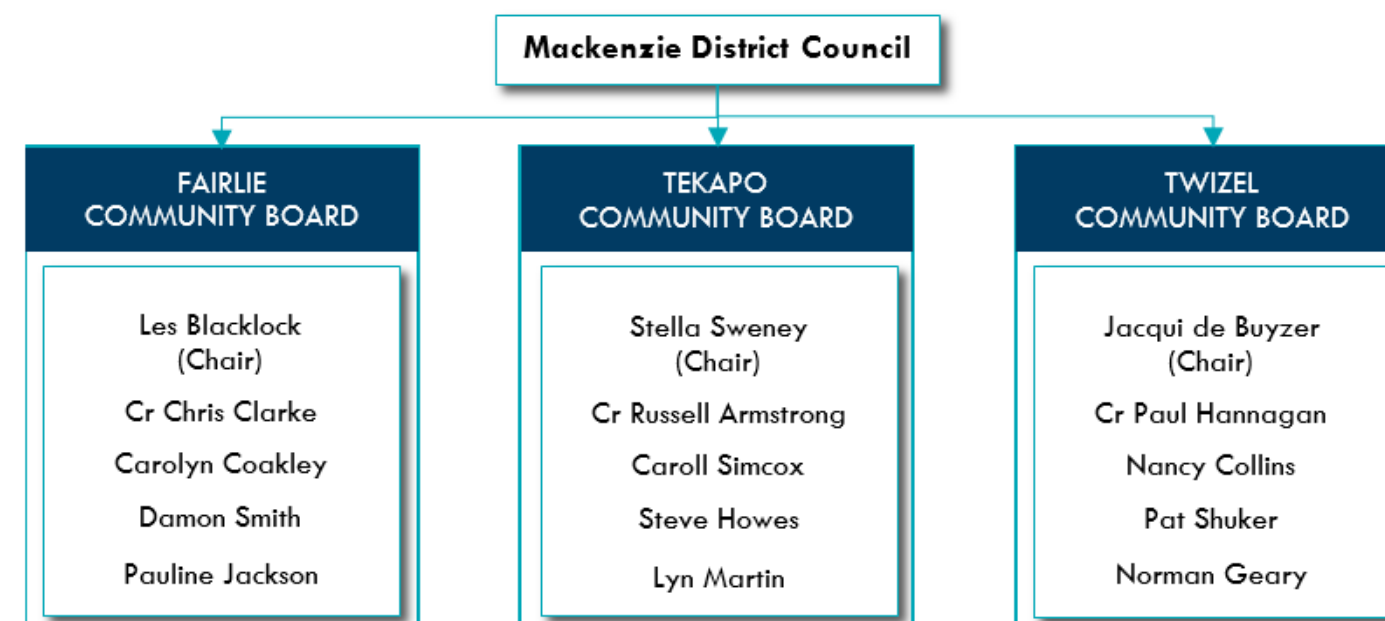 Mackenzie District Council
FAIRLIE
COMMUNITY BOARD
Les Blacklock
(Chair)
Cr Chris Clarke
Carolyn Coakley
Damon Smith
Pauline Jackson
TEKAPO
COMMUNITY BOARD
Stella Sweney
(Chair)
Cr Russell Armstrong
Caroll Simcox
Steve Howes
Lyn Martin
TWIZEL
COMMUNITY BOARD
Jacqui de Buyzer
(Chair)
Cr Paul Hannagan
Nancy Collins
Pat Shuker
Norman Geary